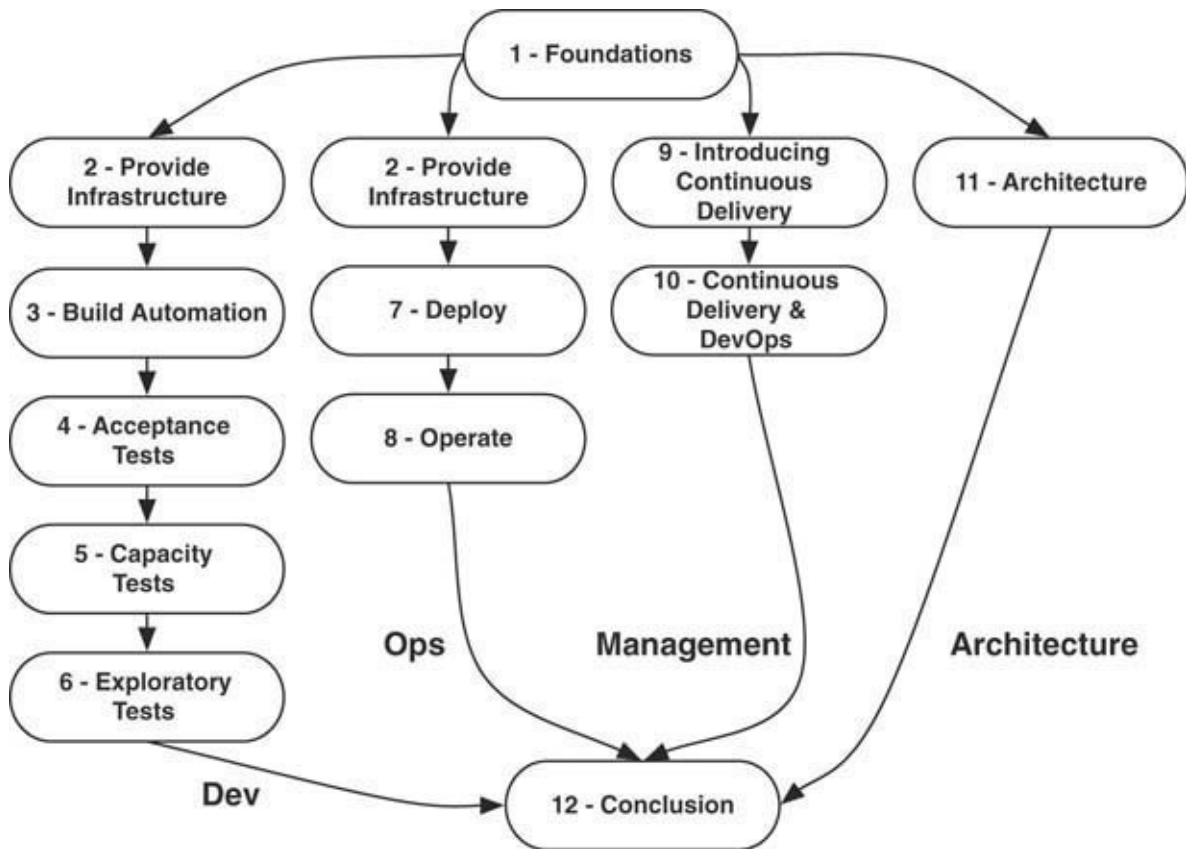 1 - Foundations
2 - Provide
Infrastructure
2 - Provide
Infrastructure
9 - Introducing
Continuous
Delivery
11 - Architecture
3 - Build Automation
7 - Deploy
10 - Continuous
Delivery &
DevOps
4 - Acceptance
Tests
8 - Operate
5 - Capacity
Tests
Ops
Management
Architecture
6 - Exploratory
Tests
Dev
12 - Conclusion